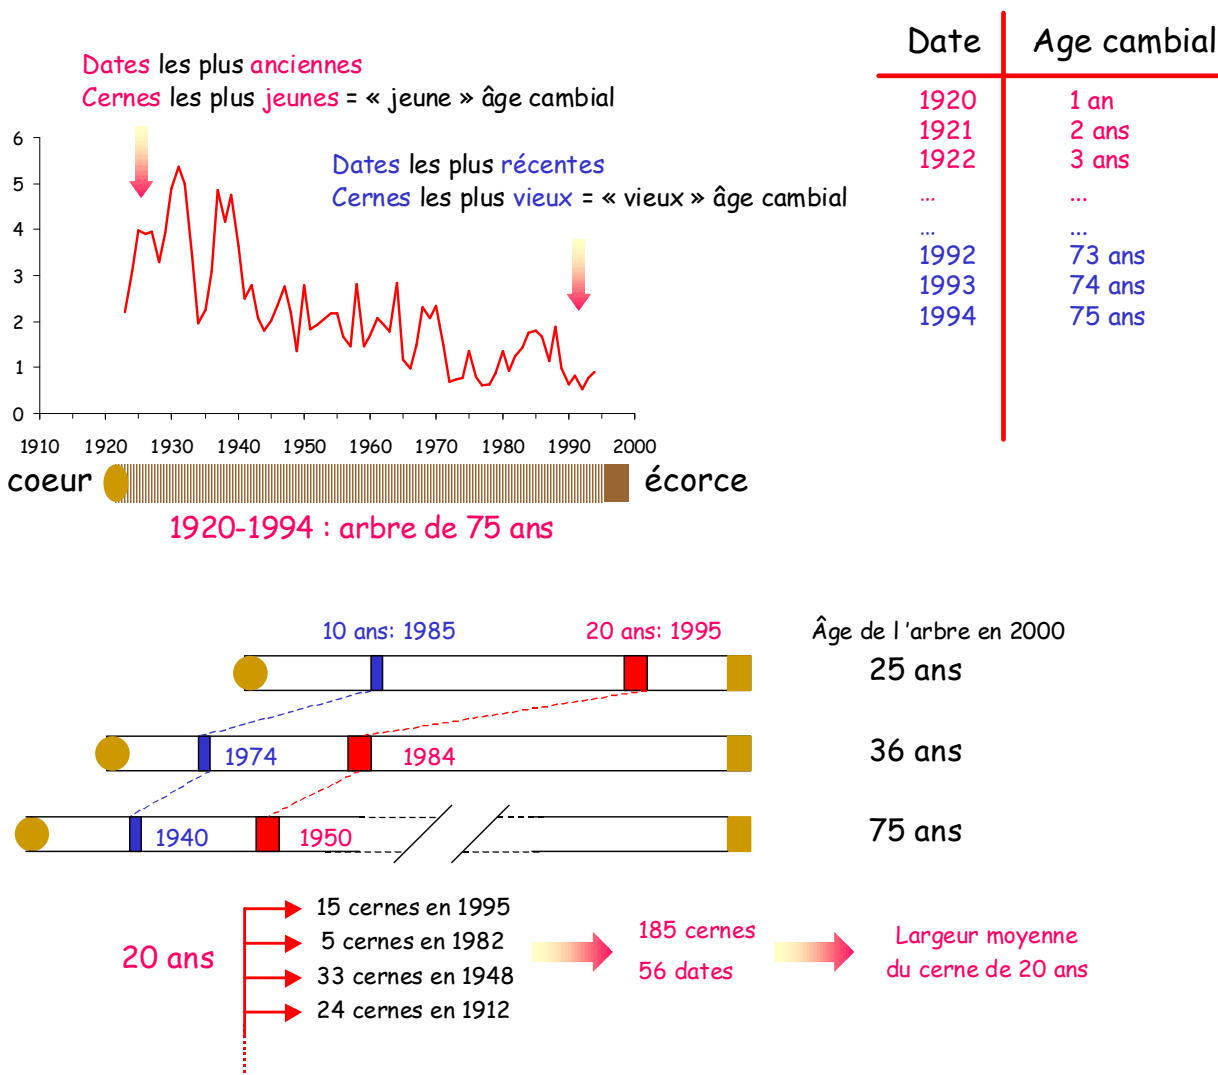 Dates les plus anciennes
Cernes les plus jeunes = « jeune » âge cambial
Dates les plus récentes
Cernes les plus vieux = « vieux » âge cambial
6
5
4
3
2
1
0
1910 1920 1930 1940 1950 1960 1970 1980 1990 2000
coeur écorce
1920-1994 : arbre de 75 ans
Date Age cambial
1920 1 an
1921 2 ans
1922 3 ans
... ...
... ...
1992 73 ans
1993 74 ans
1994 75 ans
10 ans: 1985 20 ans: 1995 Âge de l 'arbre en 2000
25 ans
1974 1984 36 ans
1940 1950 75 ans
20 ans
15 cernes en 1995
5 cernes en 1982
33 cernes en 1948
24 cernes en 1912
185 cernes
56 dates
Largeur moyenne
du cerne de 20 ans